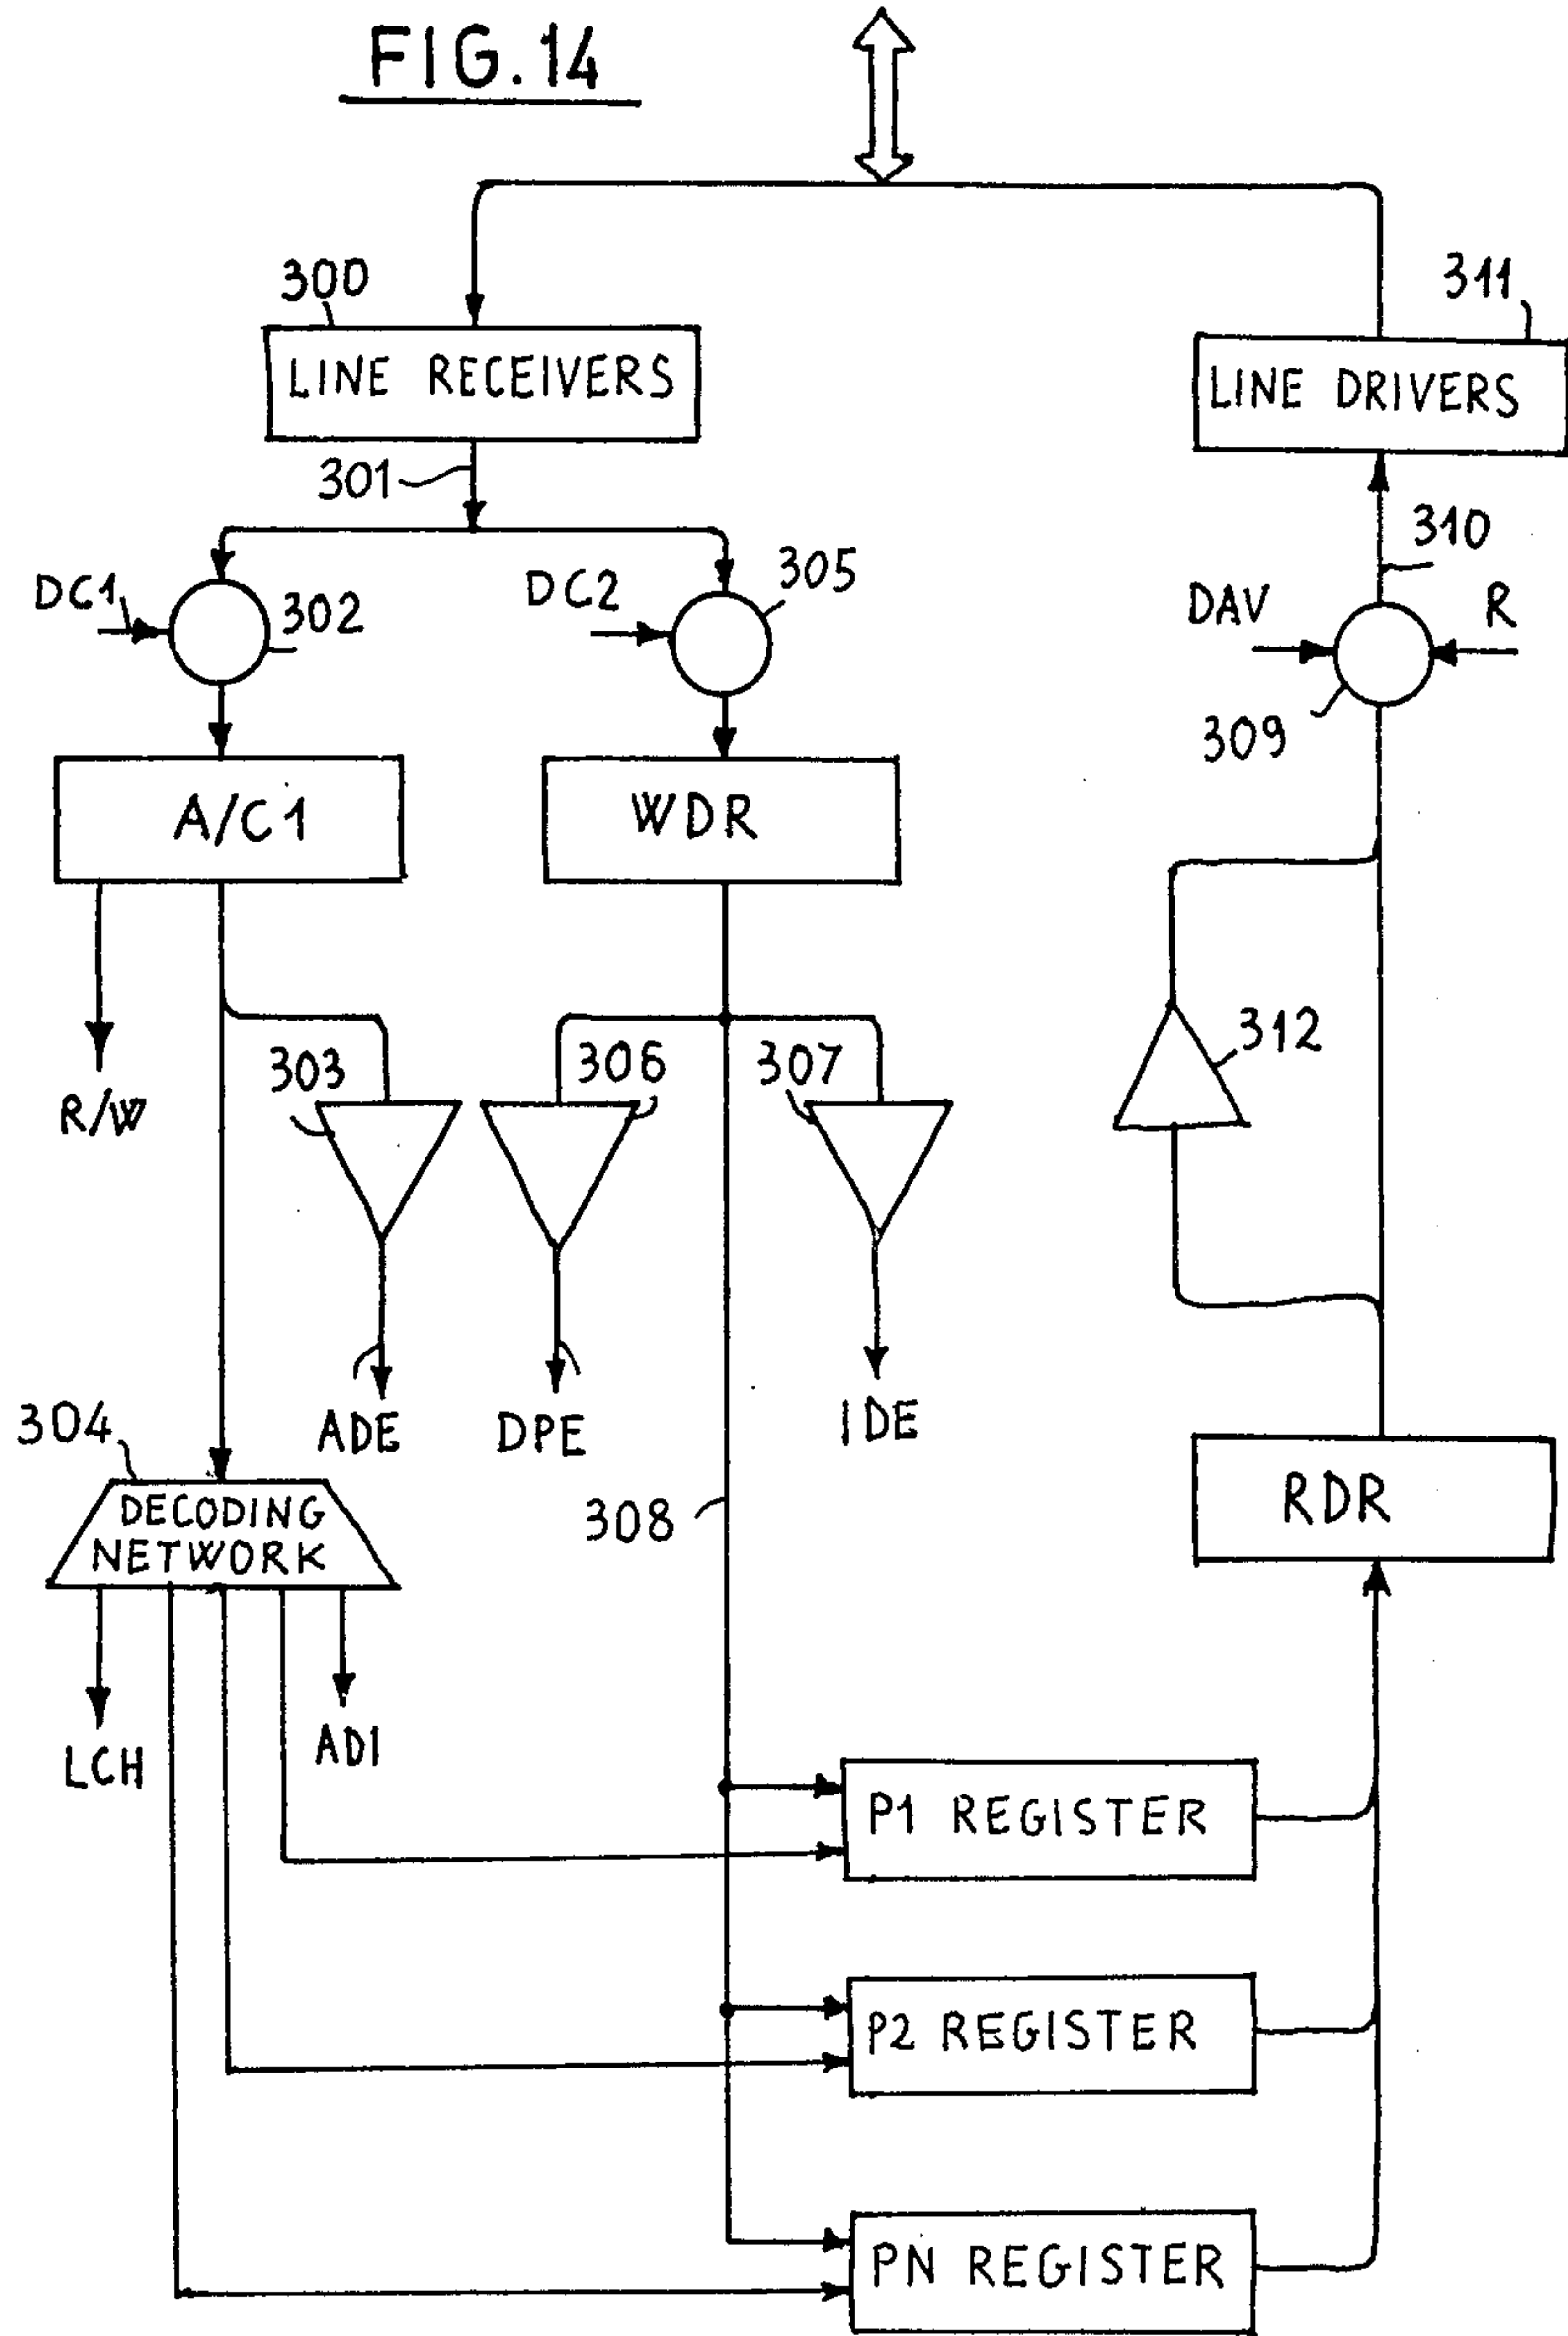 FIG. 14
300
311
LINE RECEIVERS
LINE DRIVERS
301
310
DC1
302
DC2
305
DAV
R
309
A/C1
WDR
312
303
306
307
R/W
ADE
DPE
IDE
304
DECODING
NETWORK
308
RDR
LCH
ADI
P1 REGISTER
P2 REGISTER
PN REGISTER